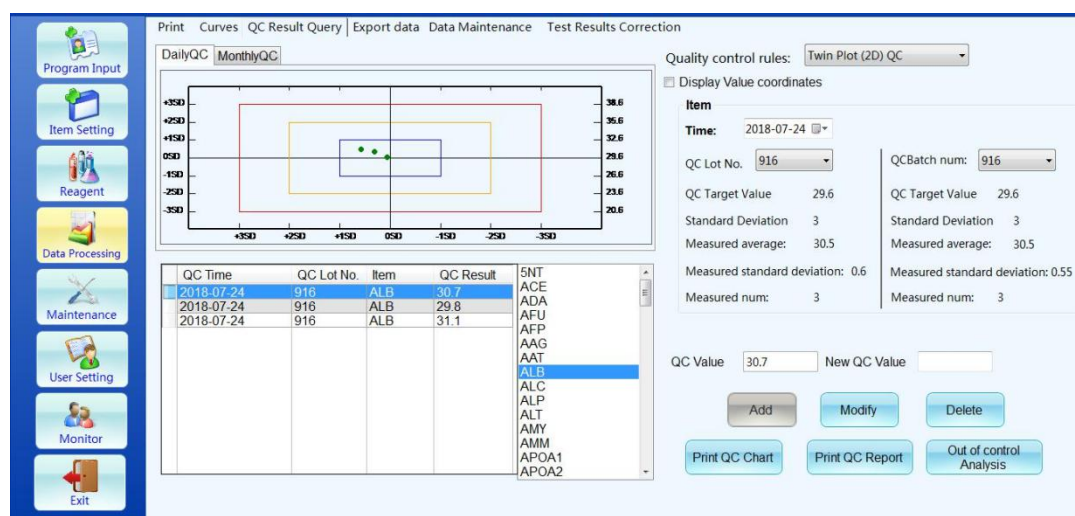 Print Curves QC Result Query Export data Data Maintenance Test Results Correction
Program Input
Item Setting
Reagent
Data Processing
Maintenance
User Setting
Monitor
Exit
DailyQC MonthlyQC
+3SD
+2SD
+1SD
0SD
-1SD
-2SD
-3SD
38.6
35.6
32.6
29.6
26.6
23.6
20.6
+3SD +2SD +1SD 0SD -1SD -2SD -3SD
QC Time QC Lot No. Item QC Result
2018-07-24 916 ALB 30.7
2018-07-24 916 ALB 29.8
2018-07-24 916 ALB 31.1
5NT
ACE
ADA
AFU
AFP
AAG
AAT
ALB
ALC
ALP
ALT
AMY
AMM
APOA1
APOA2
Quality control rules: Twin Plot (2D) QC
Display Value coordinates
Item
Time: 2018-07-24
QC Lot No. 916
QC Target Value 29.6
Standard Deviation 3
Measured average: 30.5
Measured standard deviation: 0.6
Measured num: 3
QCBatch num: 916
QC Target Value 29.6
Standard Deviation 3
Measured average: 30.5
Measured standard deviation: 0.55
Measured num: 3
QC Value 30.7 New QC Value
Add Modify Delete
Print QC Chart Print QC Report Out of control
Analysis